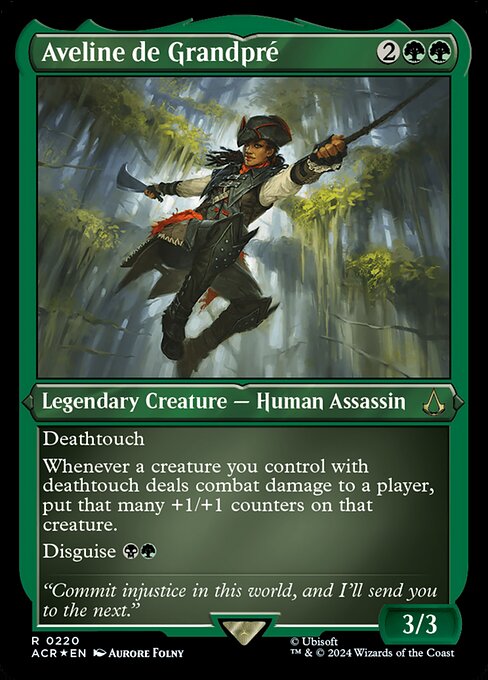 Aveline de Grandpré 2
Legendary Creature — Human Assassin
Deathtouch
Whenever a creature you control with
deathtouch deals combat damage to a player,
put that many +1/+1 counters on that
creature.
Disguise
“Commit injustice in this world, and I’ll send you
to the next.”
3/3
R 0220
ACR★EN Aurore Folny
© Ubisoft
™ & © 2024 Wizards of the Coast